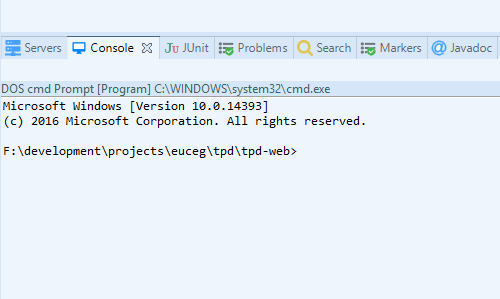 Servers Console JUnit Problems Search Markers Javadoc
DOS cmd Prompt [Program] C:\WINDOWS\system32\cmd.exe
Microsoft Windows [Version 10.0.14393]
(c) 2016 Microsoft Corporation. All rights reserved.
F:\development\projects\euceg\tpd\tpd-web>